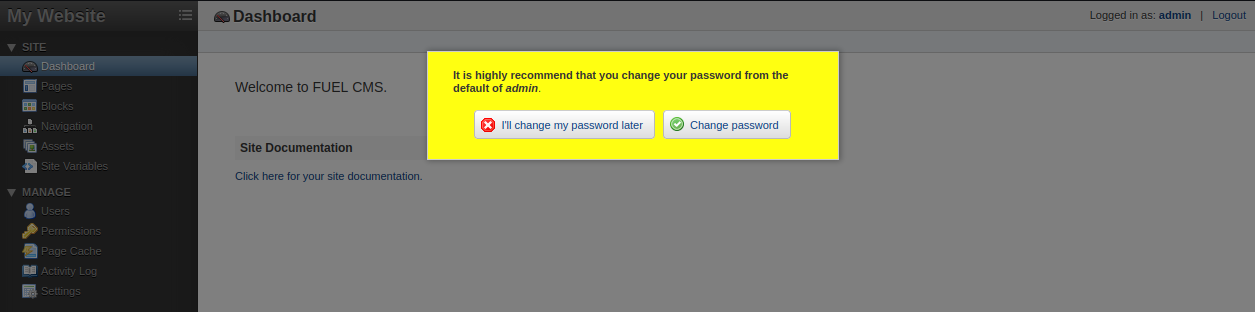 My Website
Dashboard
Logged in as: admin | Logout
SITE
Dashboard
Pages
Blocks
Navigation
Assets
Site Variables
MANAGE
Users
Permissions
Page Cache
Activity Log
Settings
It is highly recommend that you change your password from the
default of admin.
I'll change my password later
Change password
Welcome to FUEL CMS.
Site Documentation
Click here for your site documentation.